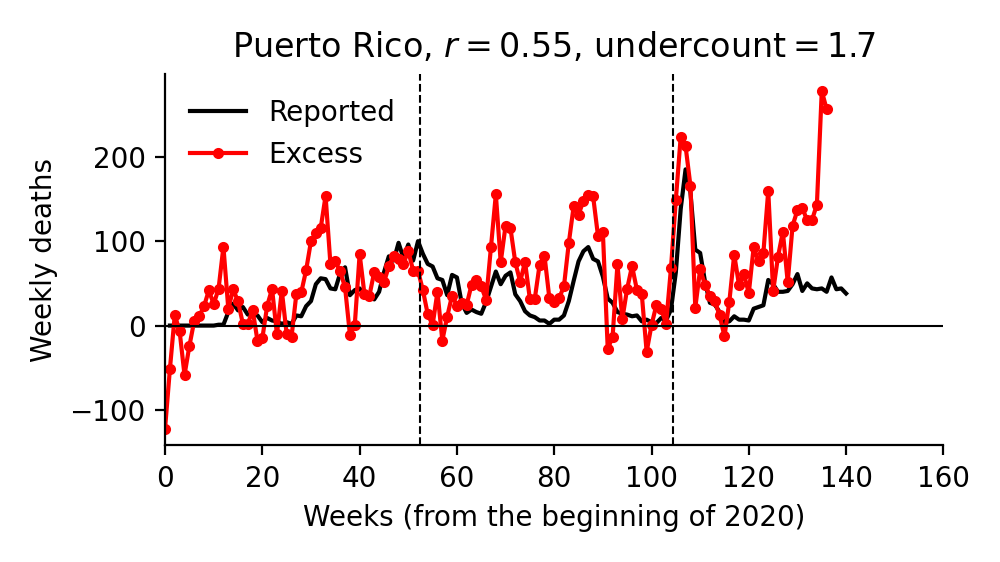 Puerto Rico, r = 0.55, undercount = 1.7
Reported
Excess
Weekly deaths
200
100
0
−100
0 20 40 60 80 100 120 140 160
Weeks (from the beginning of 2020)